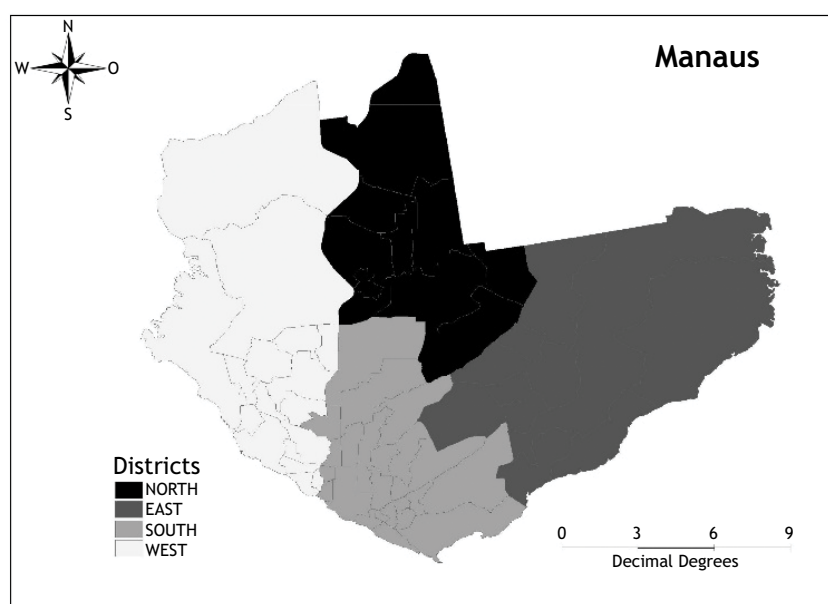 N
Manaus
W O
S
Districts
NORTH
EAST
SOUTH
WEST
0 3 6 9
Decimal Degrees